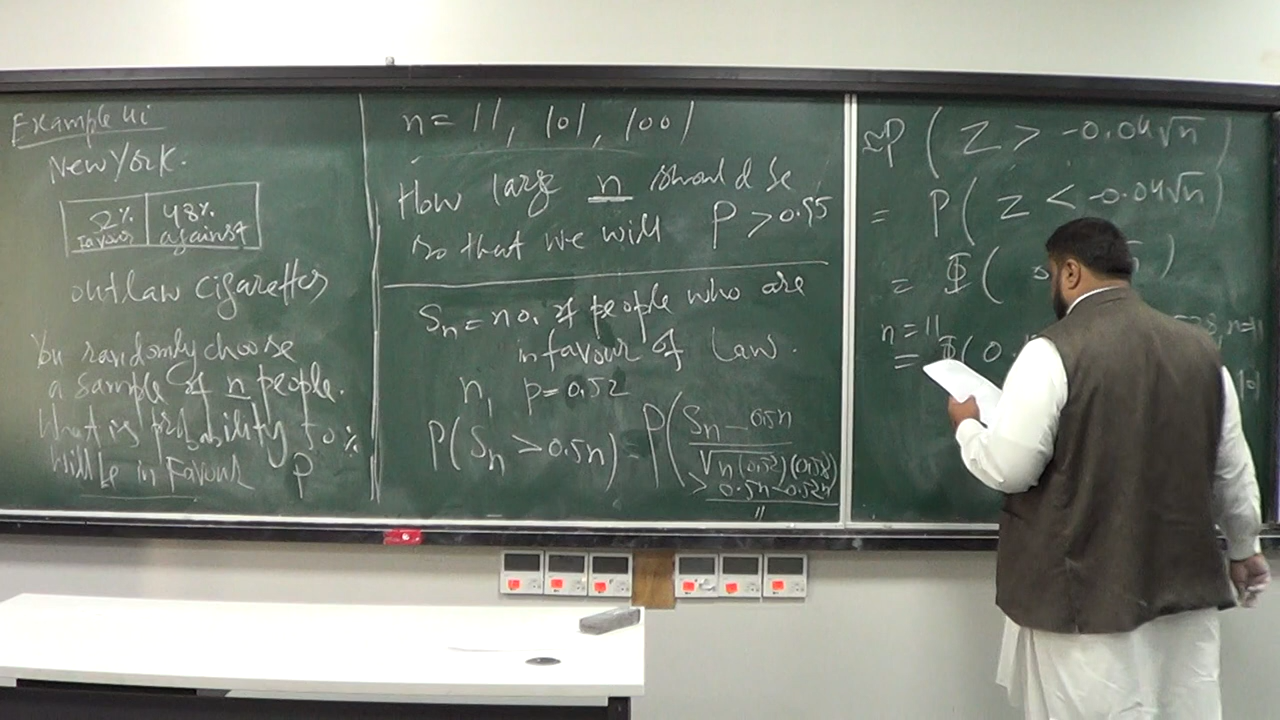 Example 4i
New York.
52% 48%
favour against
outlaw cigarettes
You randomly choose
a sample of n people.
What is probability 50%
will be in Favour P
n = 11, 101, 1001
How large n should be
so that we will P > 0.95
Sn = no. of people who are
in favour of Law.
n, p = 0.52
P(Sn > 0.5n) P(Sn - 0.5n
√n(0.52)(0.58)
> 0.5n - 0.52n
"
≈P ( Z > -0.04√n )
= P( Z < -0.04√n )
= Φ( )
n = 11
= Φ( 0. n = 11